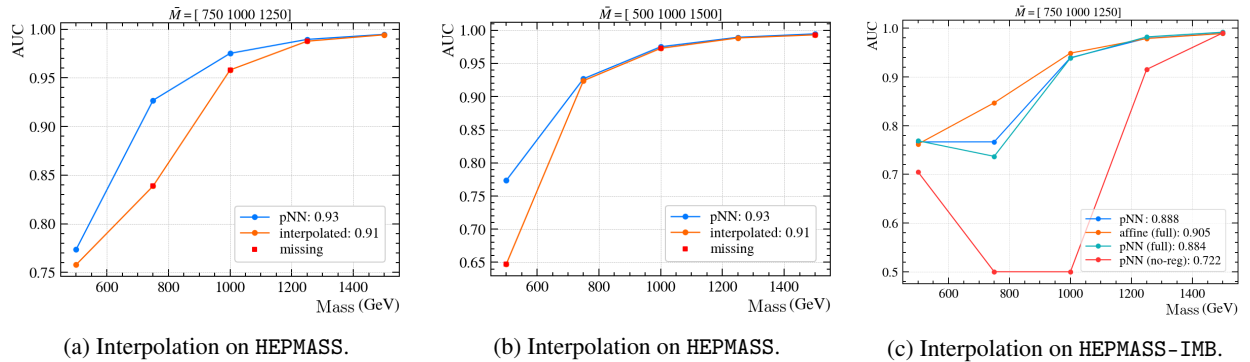 M̄ = [ 750 1000 1250]
AUC
1.00
0.95
0.90
0.85
0.80
0.75
600
800
1000
1200
1400
Mass (GeV)
pNN: 0.93
interpolated: 0.91
missing
(a) Interpolation on HEPMASS.
M̄ = [ 500 1000 1500]
AUC
1.00
0.95
0.90
0.85
0.80
0.75
0.70
0.65
600
800
1000
1200
1400
Mass (GeV)
pNN: 0.93
interpolated: 0.91
missing
(b) Interpolation on HEPMASS.
M̄ = [ 750 1000 1250]
AUC
1.0
0.9
0.8
0.7
0.6
0.5
600
800
1000
1200
1400
Mass (GeV)
pNN: 0.888
affine (full): 0.905
pNN (full): 0.884
pNN (no-reg): 0.722
(c) Interpolation on HEPMASS-IMB.